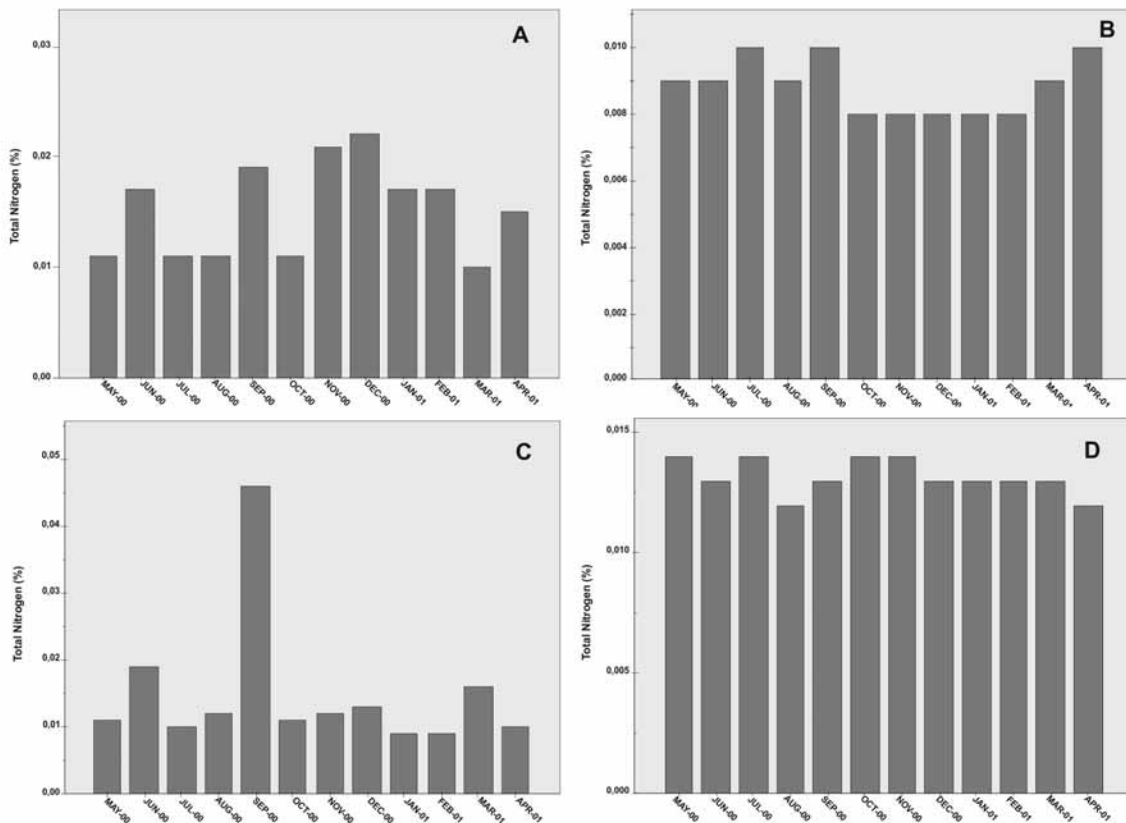 A
Total Nitrogen (%)
0,03
0,02
0,01
0,00
MAY-00 JUN-00 JUL-00 AUG-00 SEP-00 OCT-00 NOV-00 DEC-00 JAN-01 FEB-01 MAR-01 APR-01
B
Total Nitrogen (%)
0,010
0,008
0,006
0,004
0,002
0,000
MAY-00 JUN-00 JUL-00 AUG-00 SEP-00 OCT-00 NOV-00 DEC-00 JAN-01 FEB-01 MAR-01 APR-01
C
Total Nitrogen (%)
0,05
0,04
0,03
0,02
0,01
0,00
MAY-00 JUN-00 JUL-00 AUG-00 SEP-00 OCT-00 NOV-00 DEC-00 JAN-01 FEB-01 MAR-01 APR-01
D
Total Nitrogen (%)
0,015
0,010
0,005
0,000
MAY-00 JUN-00 JUL-00 AUG-00 SEP-00 OCT-00 NOV-00 DEC-00 JAN-01 FEB-01 MAR-01 APR-01